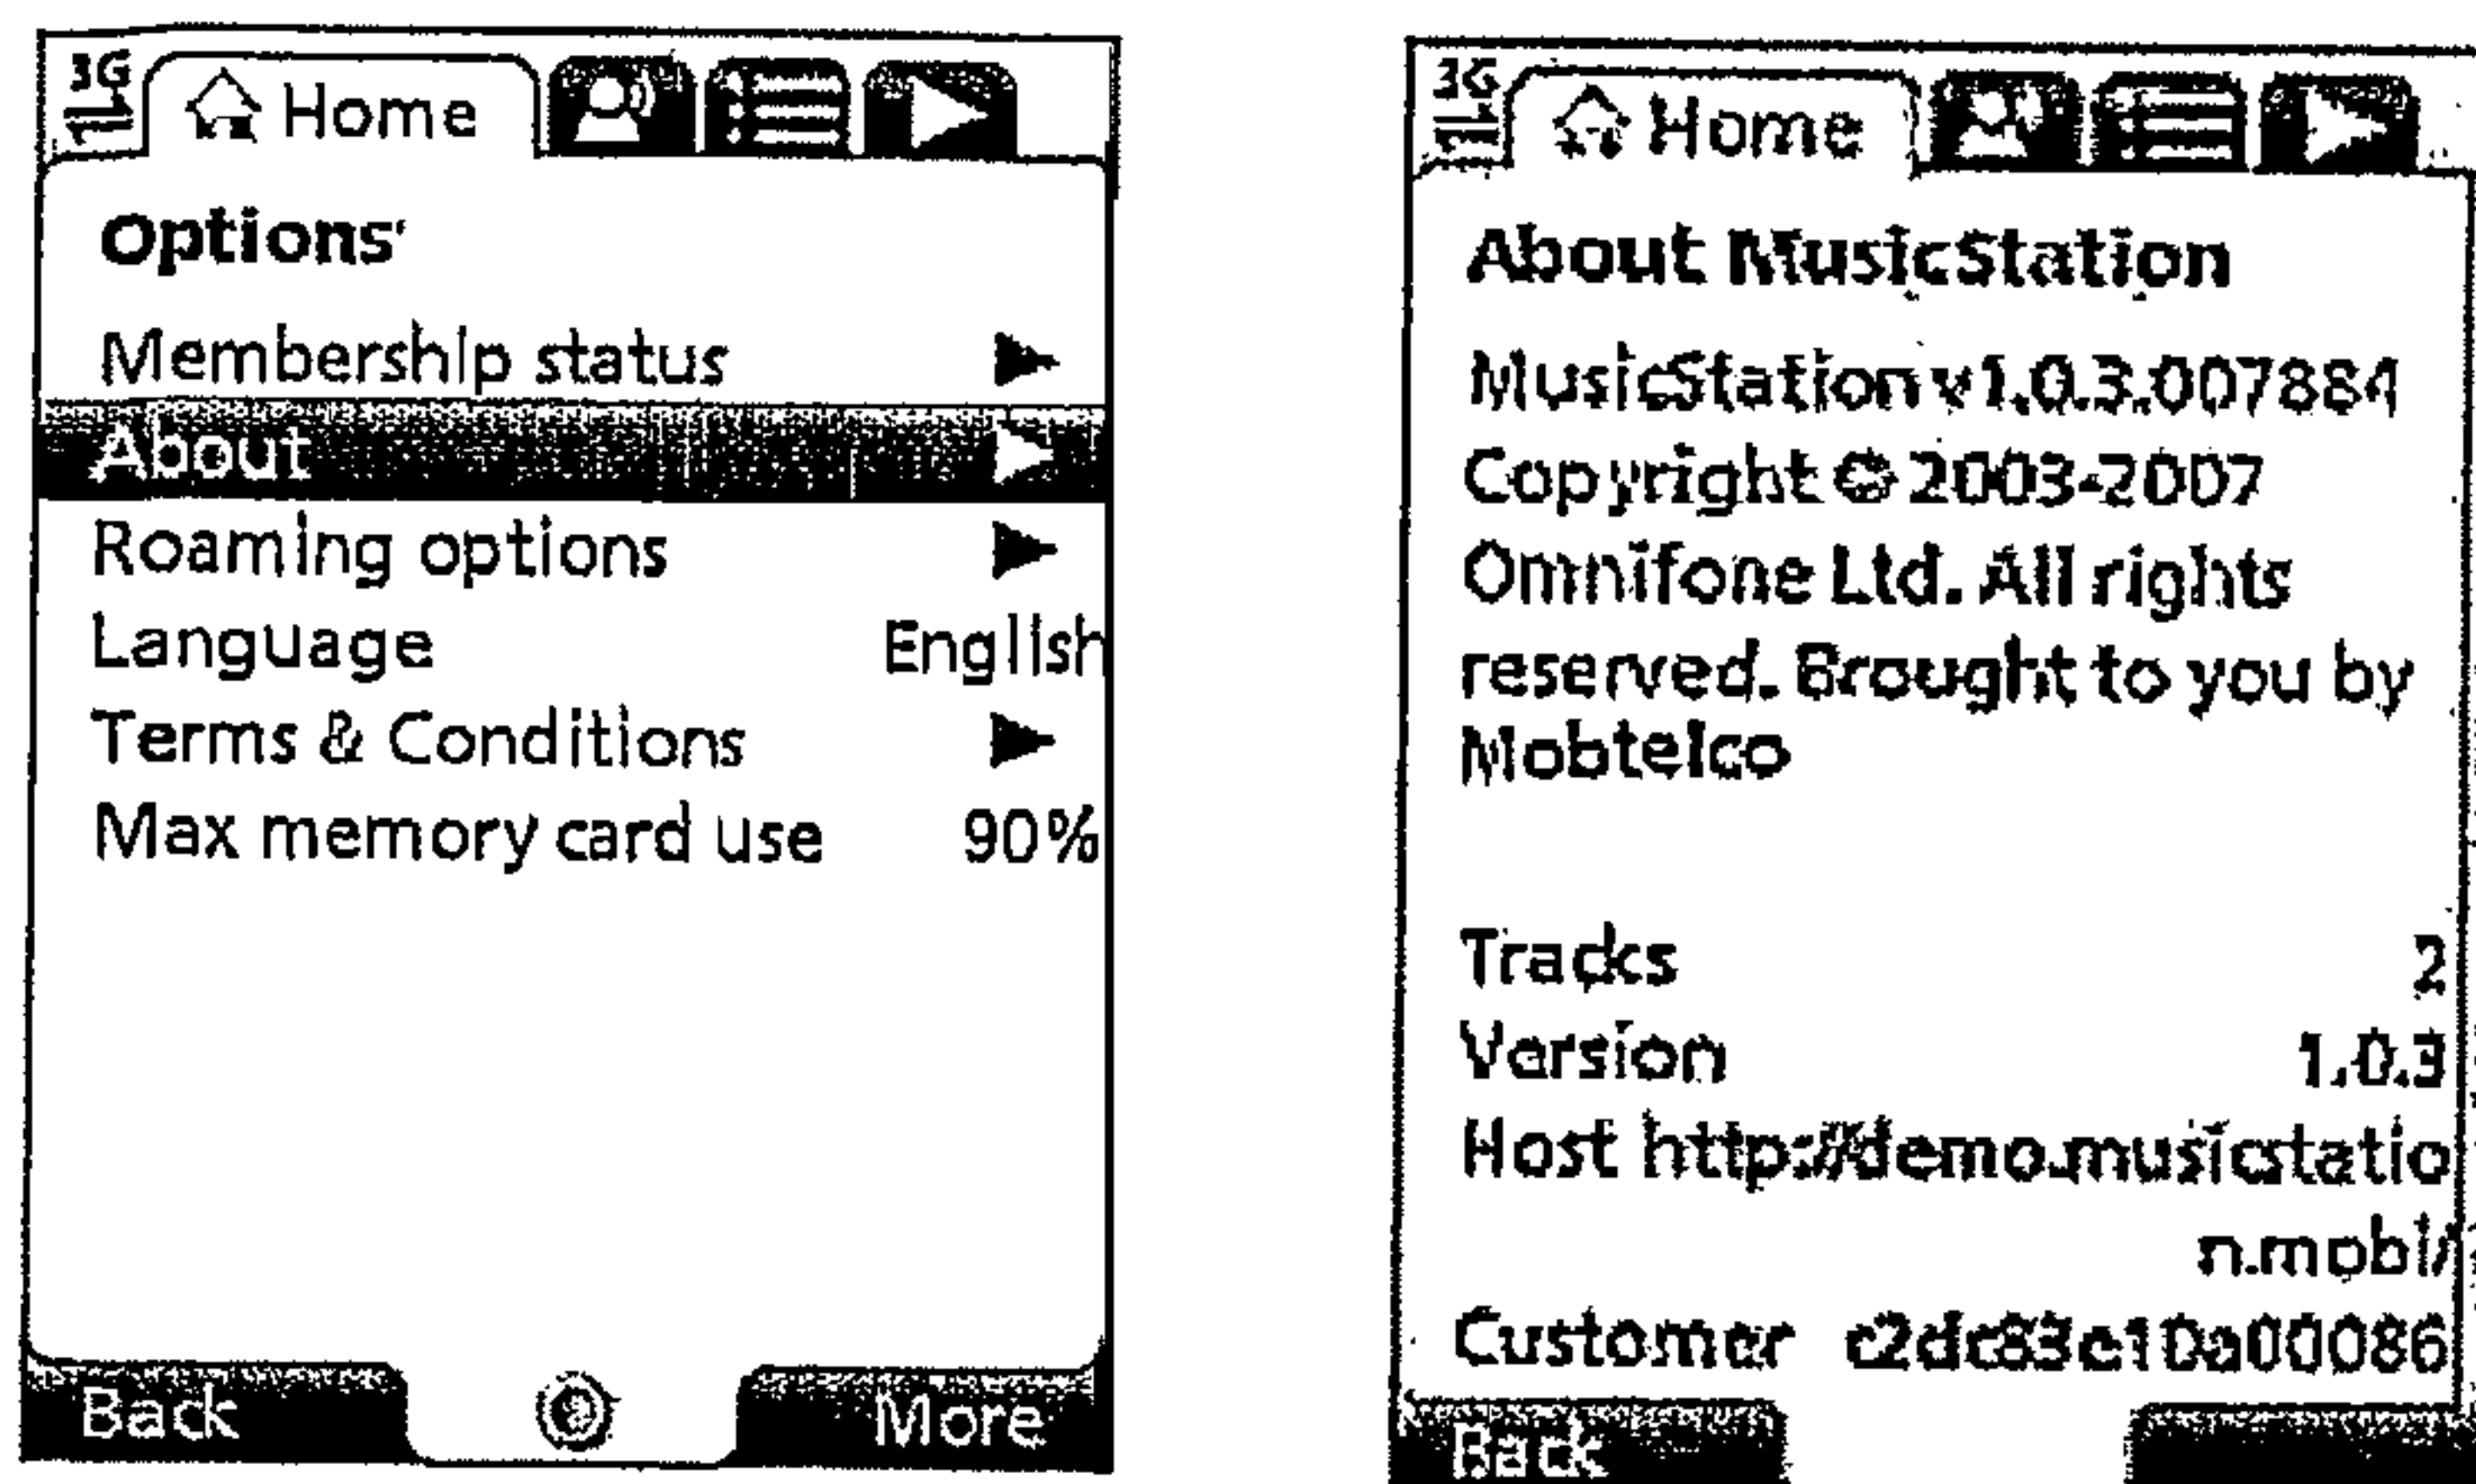 3G
Home
Options
Membership status
About
Roaming options
Language English
Terms & Conditions
Max memory card use 90%
Back More
3G
Home
About MusicStation
MusicStation v1.0.3.007884
Copyright © 2003-2007
Omnifone Ltd. All rights
reserved. Brought to you by
Mobtelco
Tracks 2
Version 1.0.3
Host http://demo.musicstatio
n.mobi/
Customer c2dc83e10a00086
Back